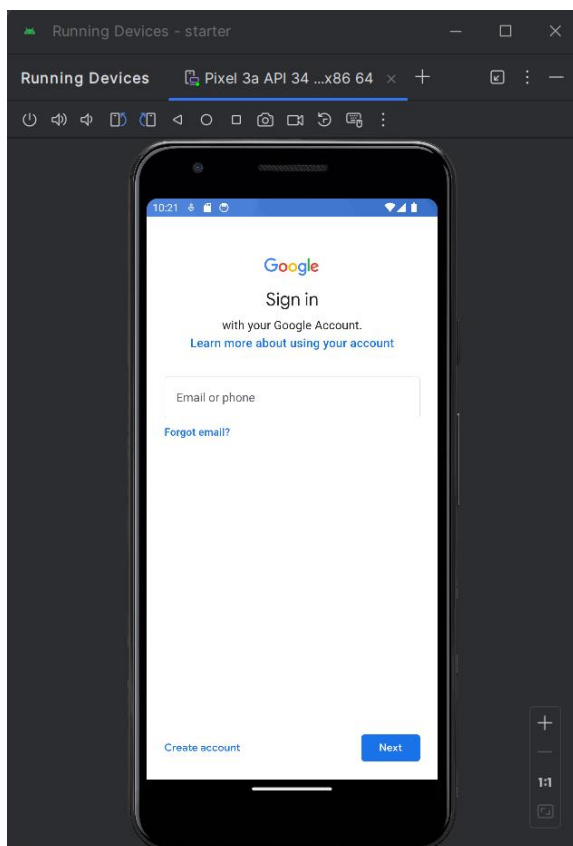 Running Devices - starter
Running Devices
Pixel 3a API 34 ...x86 64
10:21
Google
Sign in
with your Google Account.
Learn more about using your account
Email or phone
Forgot email?
Create account
Next
1:1